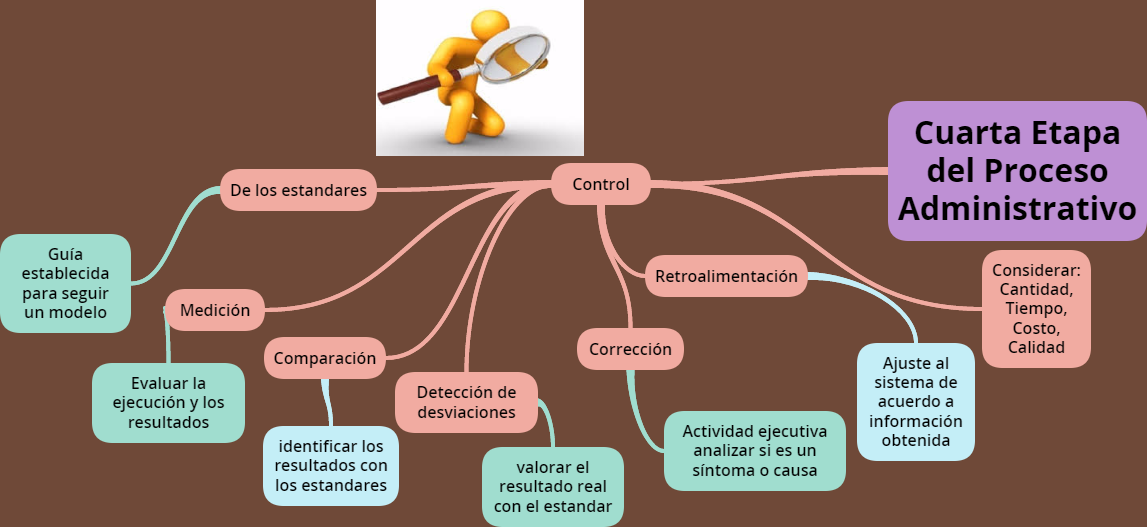 Cuarta Etapa
del Proceso
Administrativo
Control
De los estandares
Guía
establecida
para seguir
un modelo
Medición
Evaluar la
ejecución y los
resultados
Comparación
identificar los
resultados con
los estandares
Detección de
desviaciones
valorar el
resultado real
con el estandar
Corrección
Actividad ejecutiva
analizar si es un
síntoma o causa
Retroalimentación
Ajuste al
sistema de
acuerdo a
información
obtenida
Considerar:
Cantidad,
Tiempo,
Costo,
Calidad